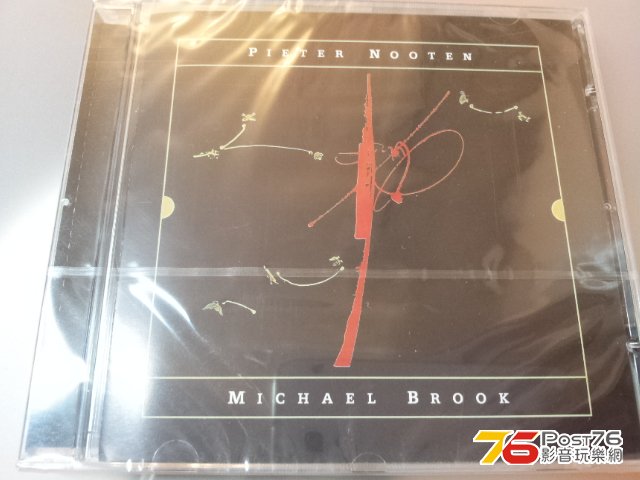 PIETER NOOTEN
MICHAEL BROOK
76 POST76
影音玩樂網